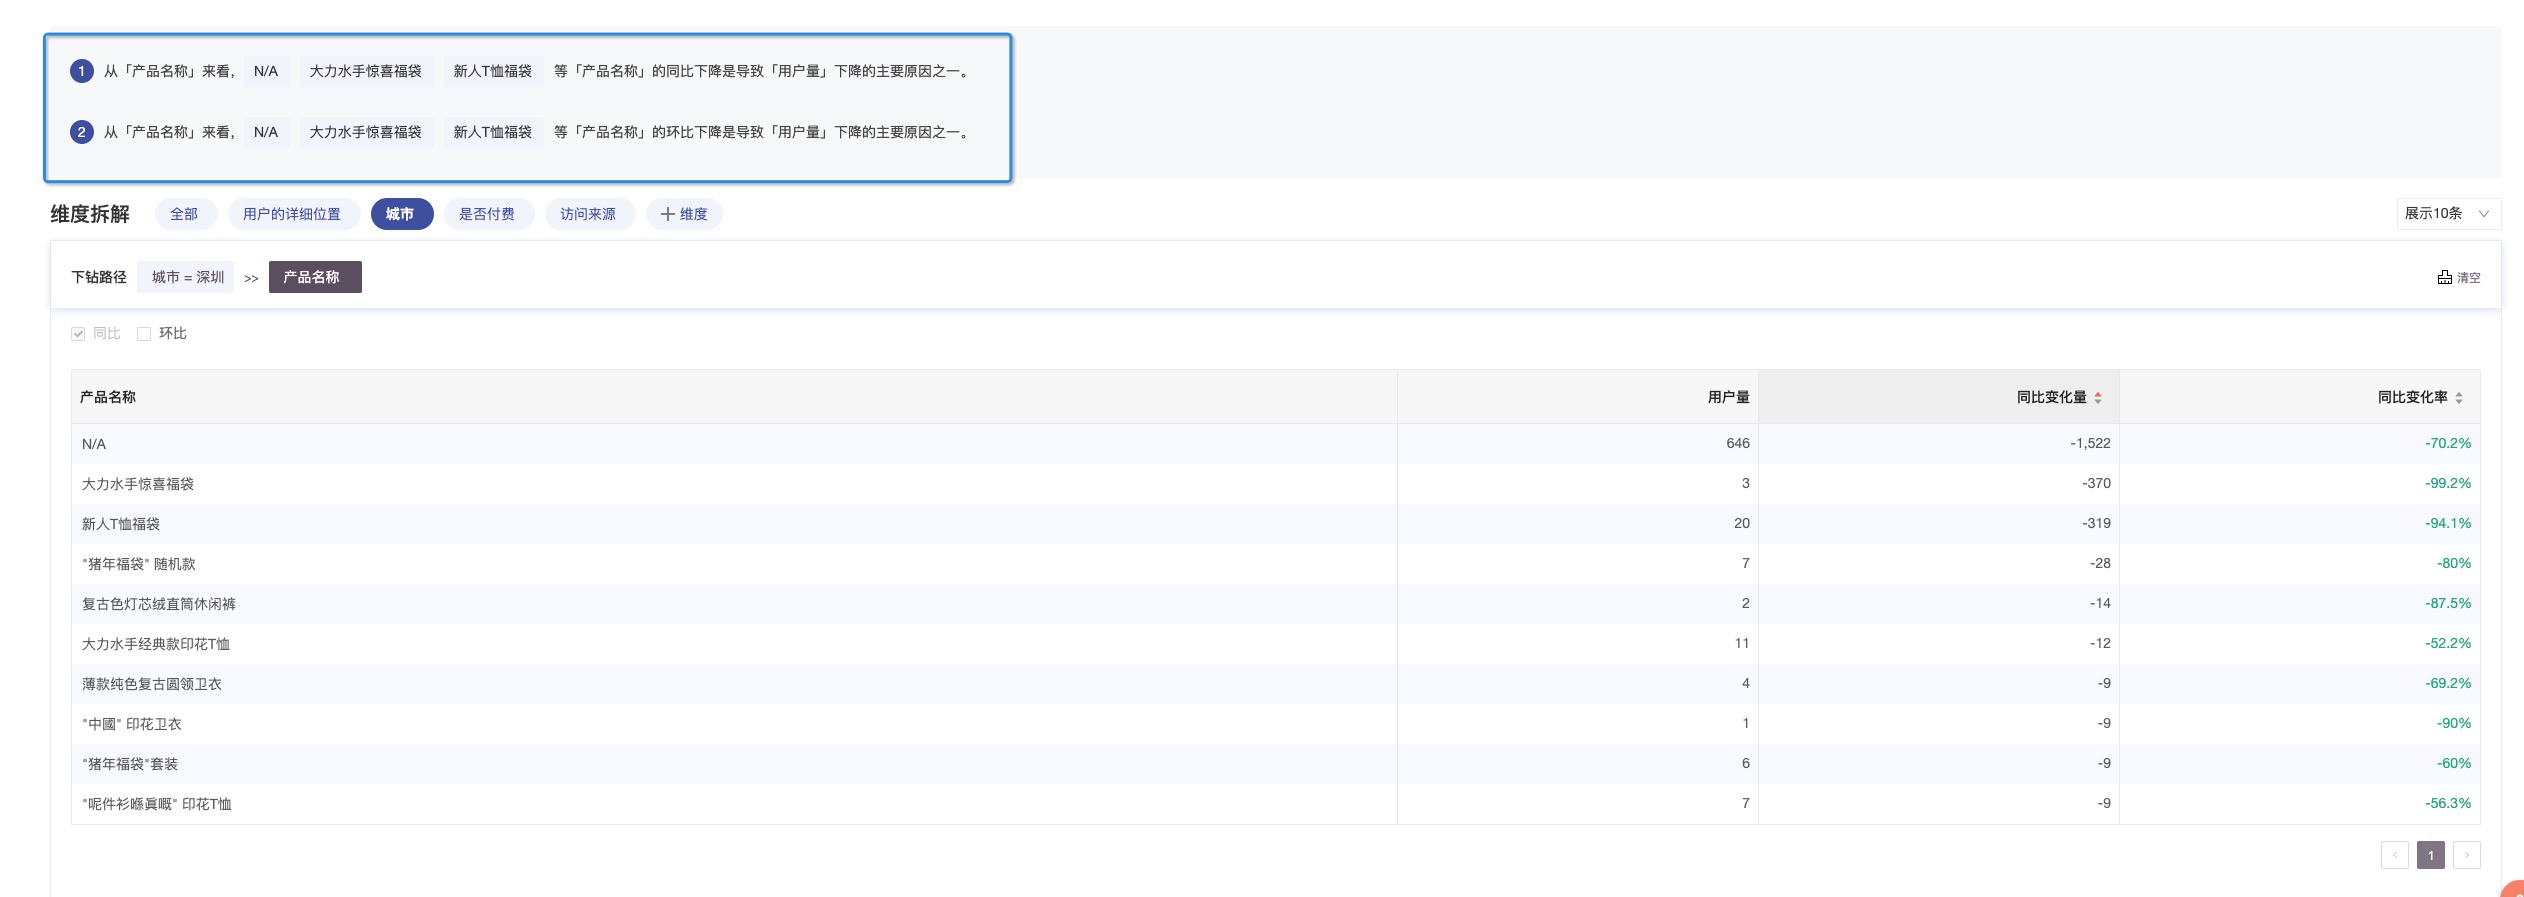 1 从「产品名称」来看, N/A 大力水手惊喜福袋 新人T恤福袋 等「产品名称」的同比下降是导致「用户量」下降的主要原因之一。
2 从「产品名称」来看, N/A 大力水手惊喜福袋 新人T恤福袋 等「产品名称」的环比下降是导致「用户量」下降的主要原因之一。
维度拆解 全部 用户的详细位置 城市 是否付费 访问来源 + 维度 展示10条
下钻路径 城市 = 深圳 >> 产品名称 清空
同比 环比
产品名称 用户量 同比变化量 同比变化率
N/A 646 -1,522 -70.2%
大力水手惊喜福袋 3 -370 -99.2%
新人T恤福袋 20 -319 -94.1%
"猪年福袋" 随机款 7 -28 -80%
复古色灯芯绒直筒休闲裤 2 -14 -87.5%
大力水手经典款印花T恤 11 -12 -52.2%
薄款纯色复古圆领卫衣 4 -9 -69.2%
"中國" 印花卫衣 1 -9 -90%
"猪年福袋"套装 6 -9 -60%
"呢件衫喺眞嘅" 印花T恤 7 -9 -56.3%
< 1 >